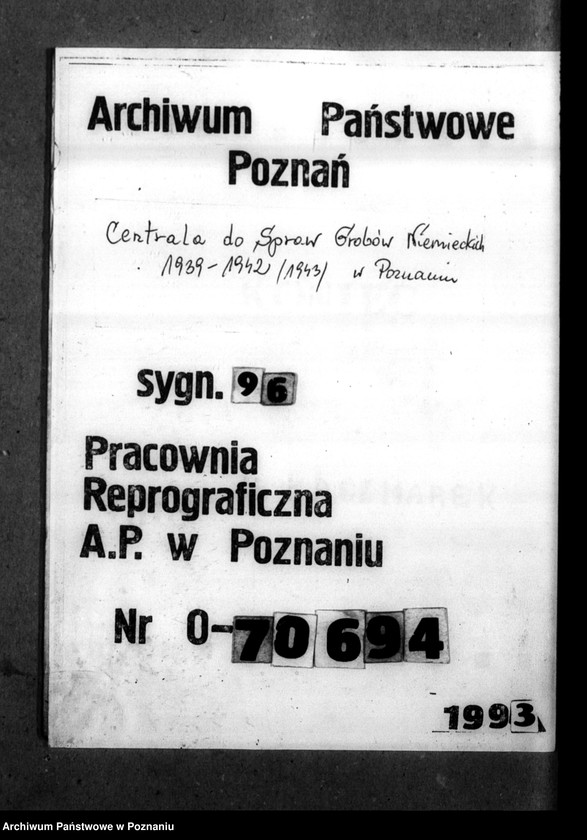 Archiwum Państwowe
Poznań
Centrala do Spraw Grobów Niemieckich
1939-1942 /1943/ w Poznaniu
sygn. 96
Pracownia
Reprograficzna
A.P. w Poznaniu
Nr 0-70694
1993
Archiwum Państwowe w Poznaniu